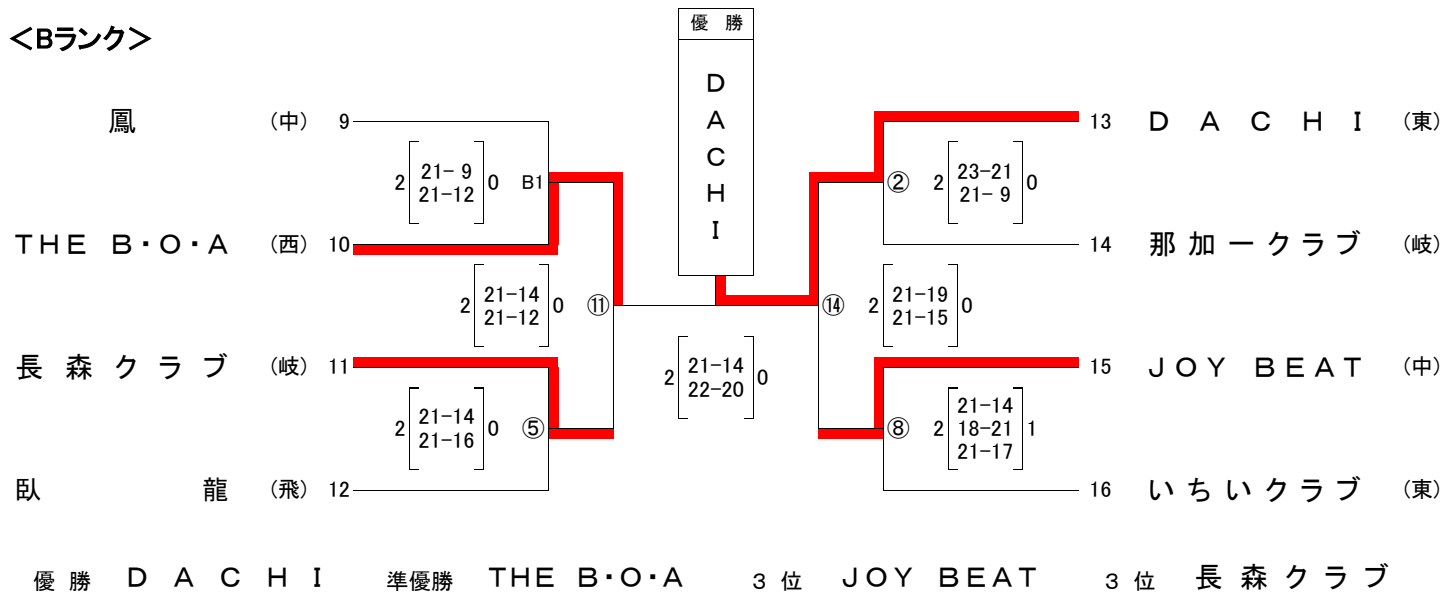 ＜Bランク＞
優 勝
ＤＡＣＨＩ
鳳 (中) 9
2 21- 9 0
21-12
B1
THE B・O・A (西) 10
2 21-14 0
21-12
⑪
長森クラブ (岐) 11
2 21-14 0
21-16
⑤
臥龍 (飛) 12
2 21-14 0
22-20
13 ＤＡＣＨＩ (東)
② 2 23-21 0
21- 9
14 那加一クラブ (岐)
⑭ 2 21-19 0
21-15
15 JOY BEAT (中)
⑧ 2 21-14 1
18-21
21-17
16 いちいクラブ (東)
優 勝 ＤＡＣＨＩ 準優勝 THE B・O・A 3 位 JOY BEAT 3 位 長森クラブ